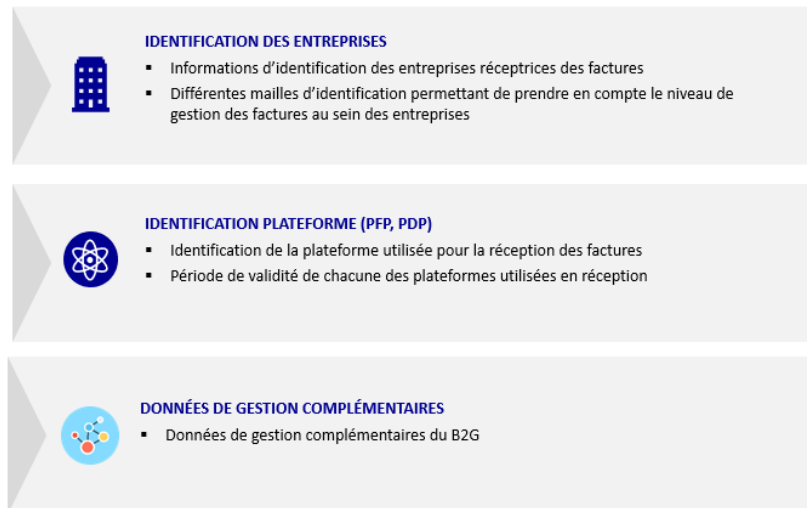 IDENTIFICATION DES ENTREPRISES
▪ Informations d’identification des entreprises réceptrices des factures
▪ Différentes mailles d’identification permettant de prendre en compte le niveau de
gestion des factures au sein des entreprises
IDENTIFICATION PLATEFORME (PFP, PDP)
▪ Identification de la plateforme utilisée pour la réception des factures
▪ Période de validité de chacune des plateformes utilisées en réception
DONNÉES DE GESTION COMPLÉMENTAIRES
▪ Données de gestion complémentaires du B2G